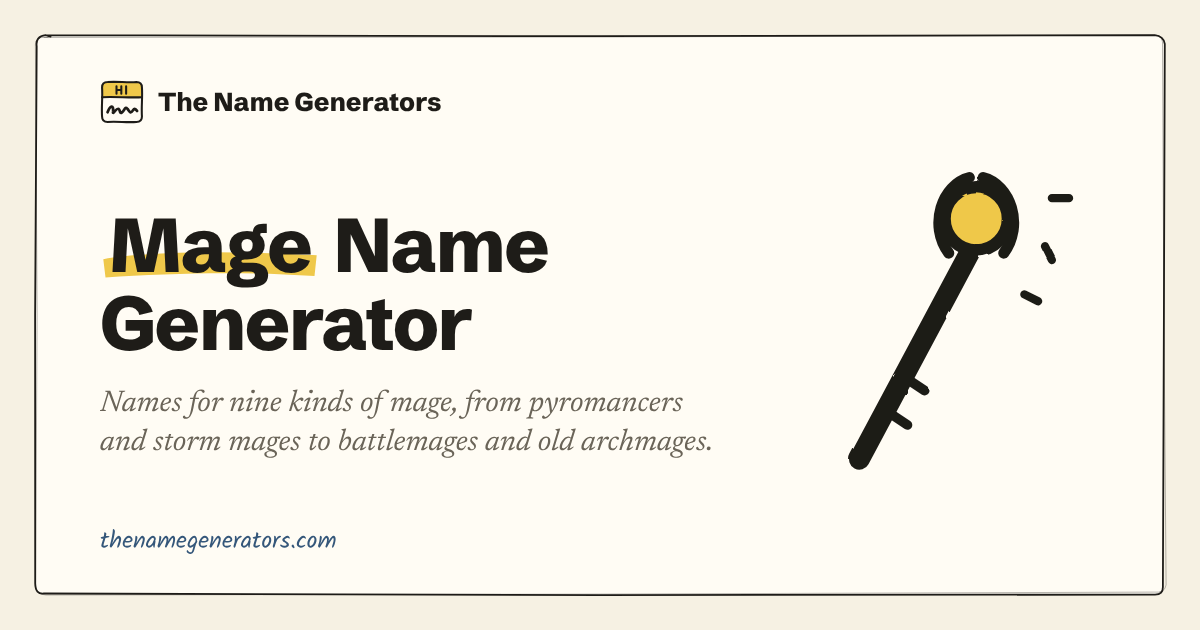 HI
The Name Generators
Mage Name
Generator
Names for nine kinds of mage, from pyromancers
and storm mages to battlemages and old archmages.
thenamegenerators.com